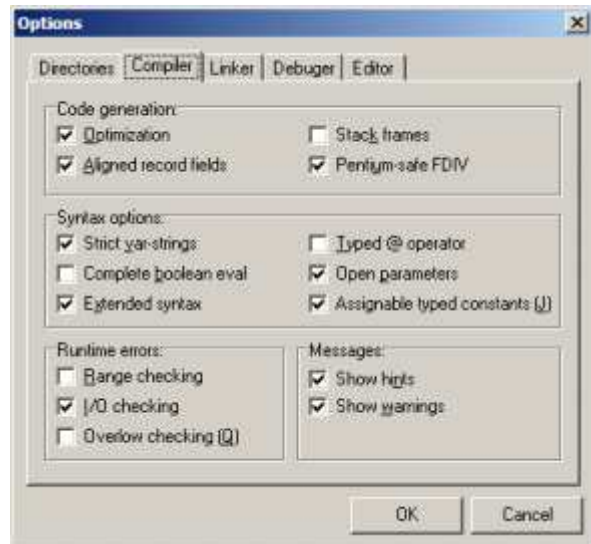 Options
Directories Compiler Linker Debuger Editor
Code generation:
Optimization Stack frames
Aligned record fields Pentium-safe FDIV
Syntax options:
Strict var-strings Typed @ operator
Complete boolean eval Open parameters
Extended syntax Assignable typed constants (J)
Runtime errors: Messages:
Range checking Show hints
I/O checking Show warnings
Overlow checking (Q)
OK Cancel